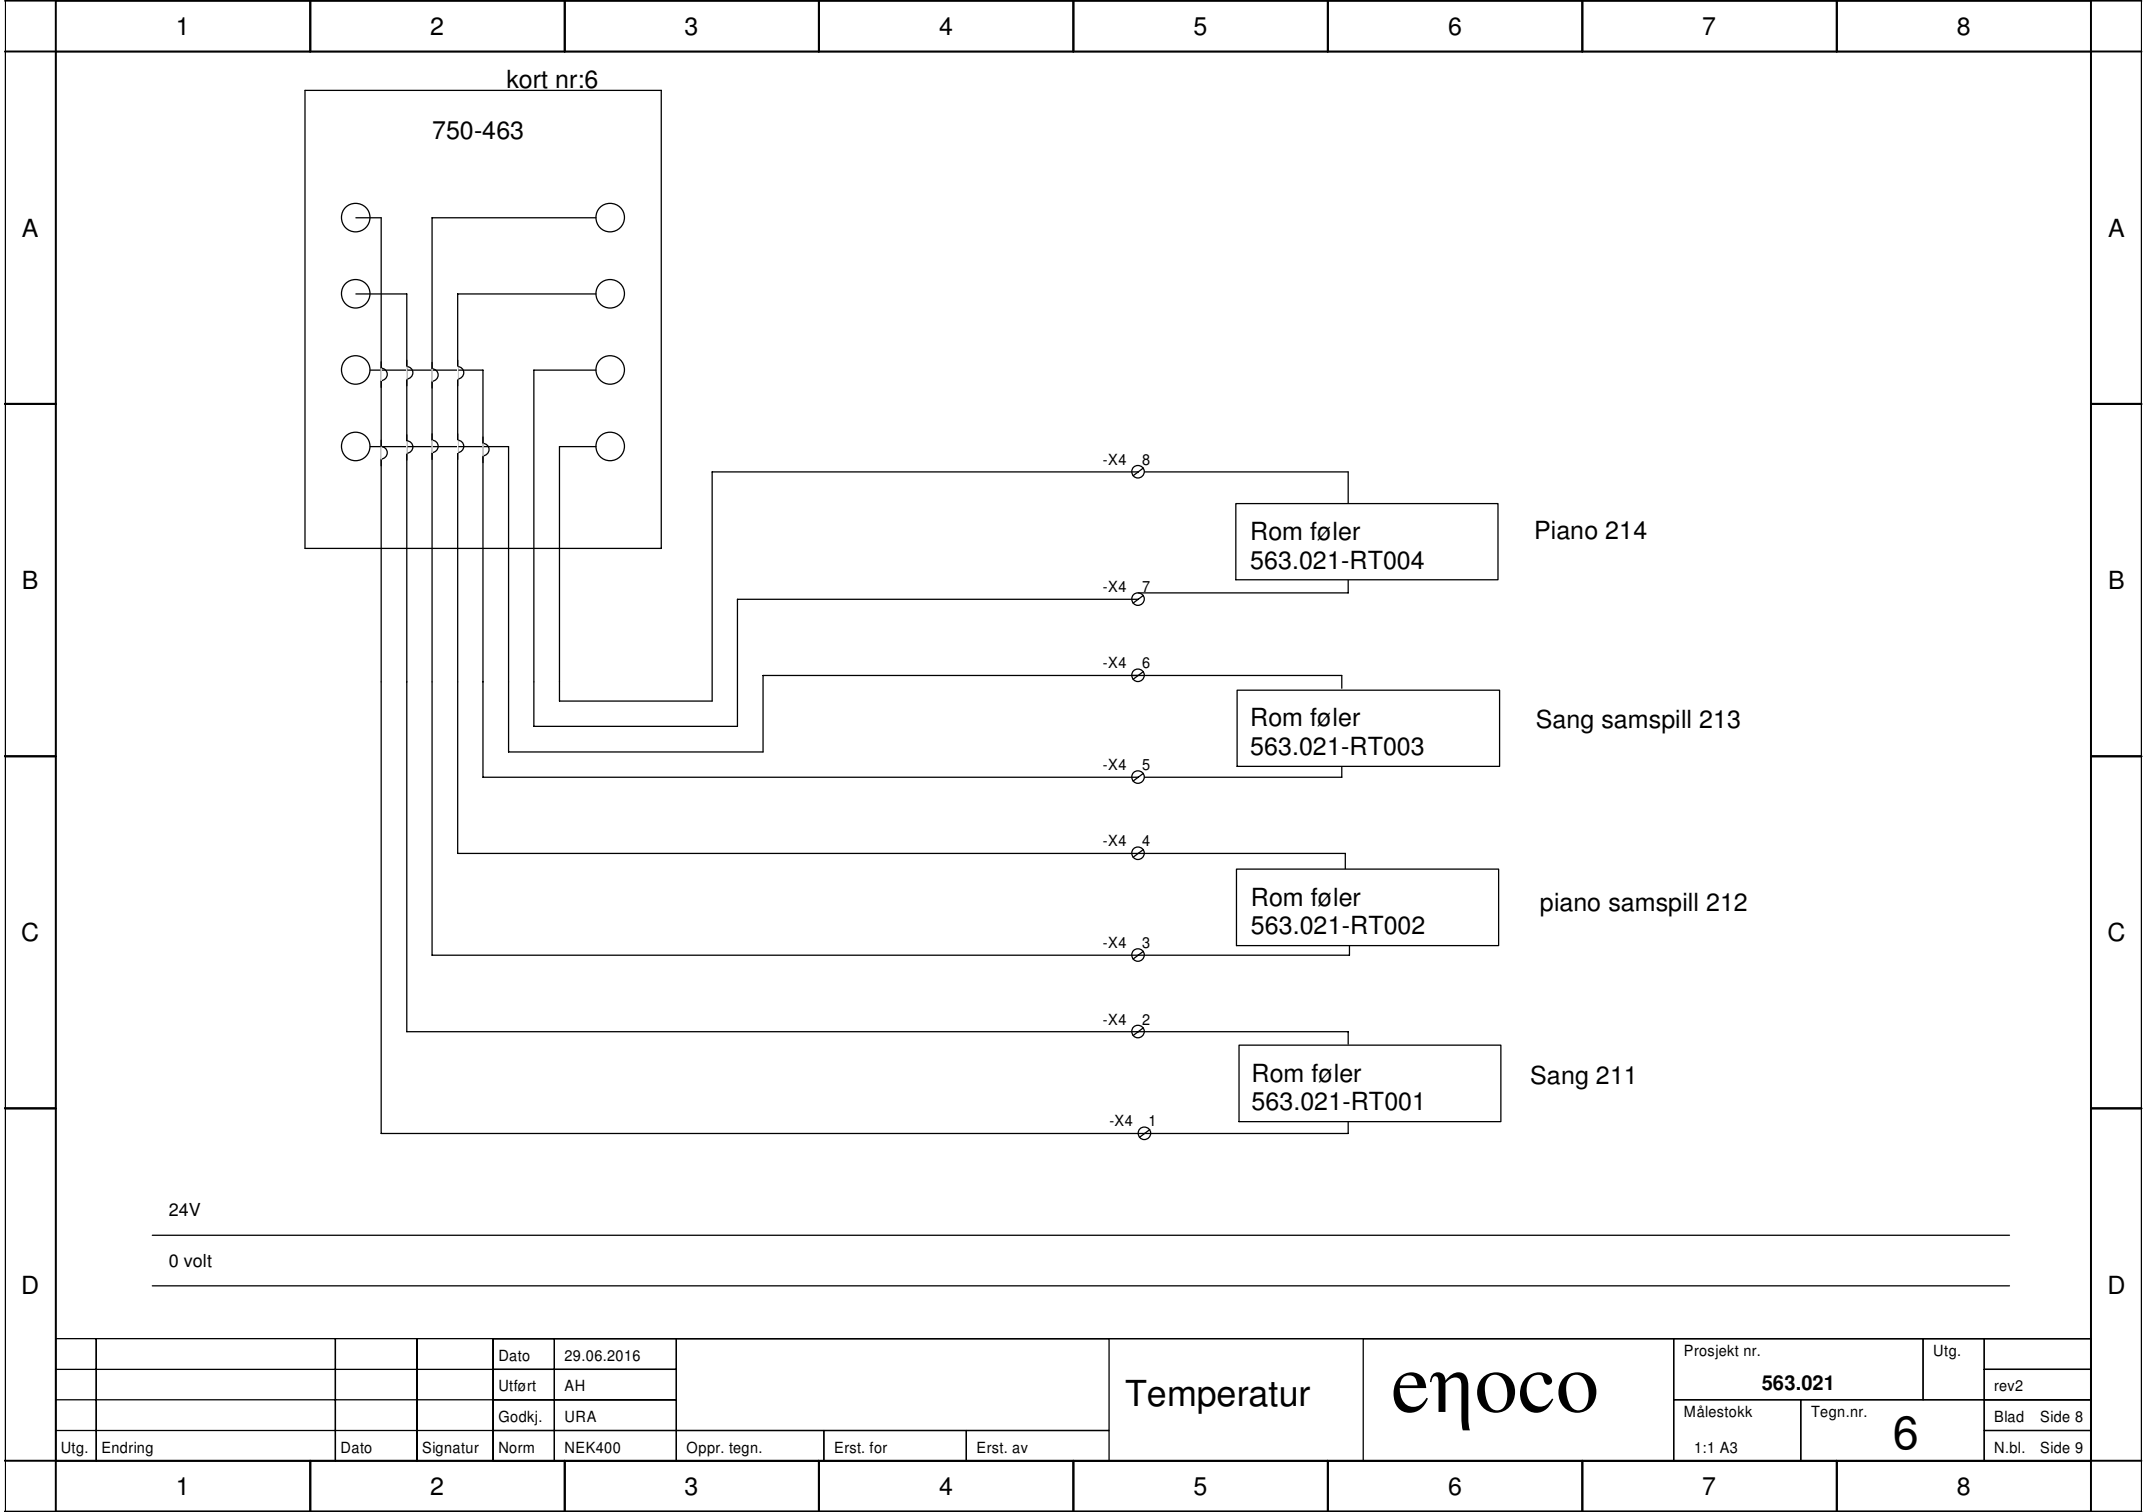 1 2 3 4 5 6 7 8
kort nr:6
750-463
A A
-X4 8
Rom føler
563.021-RT004
Piano 214
B B
-X4 7
-X4 6
Rom føler
563.021-RT003
Sang samspill 213
-X4 5
-X4 4
Rom føler
563.021-RT002
piano samspill 212
C C
-X4 3
-X4 2
Rom føler
563.021-RT001
Sang 211
-X4 1
24V
0 volt
D D
Dato 29.06.2016
Utført AH
Godkj. URA
Utg. Endring Dato Signatur Norm NEK400 Oppr. tegn. Erst. for Erst. av
Temperatur
enoco
Prosjekt nr. Utg.
563.021
rev2
Målestokk Tegn.nr.
1:1 A3 6
Blad Side 8
N.bl. Side 9
1 2 3 4 5 6 7 8